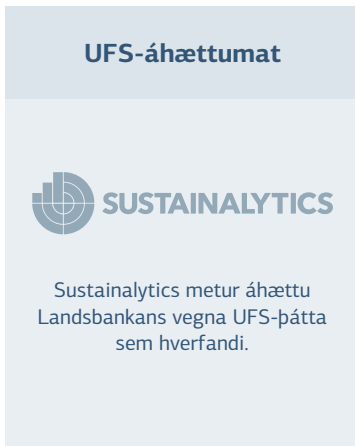 UFS-áhættumat
SUSTAINALYTICS
Sustainalytics metur áhættu
Landsbankans vegna UFS-þátta
sem hverfandi.